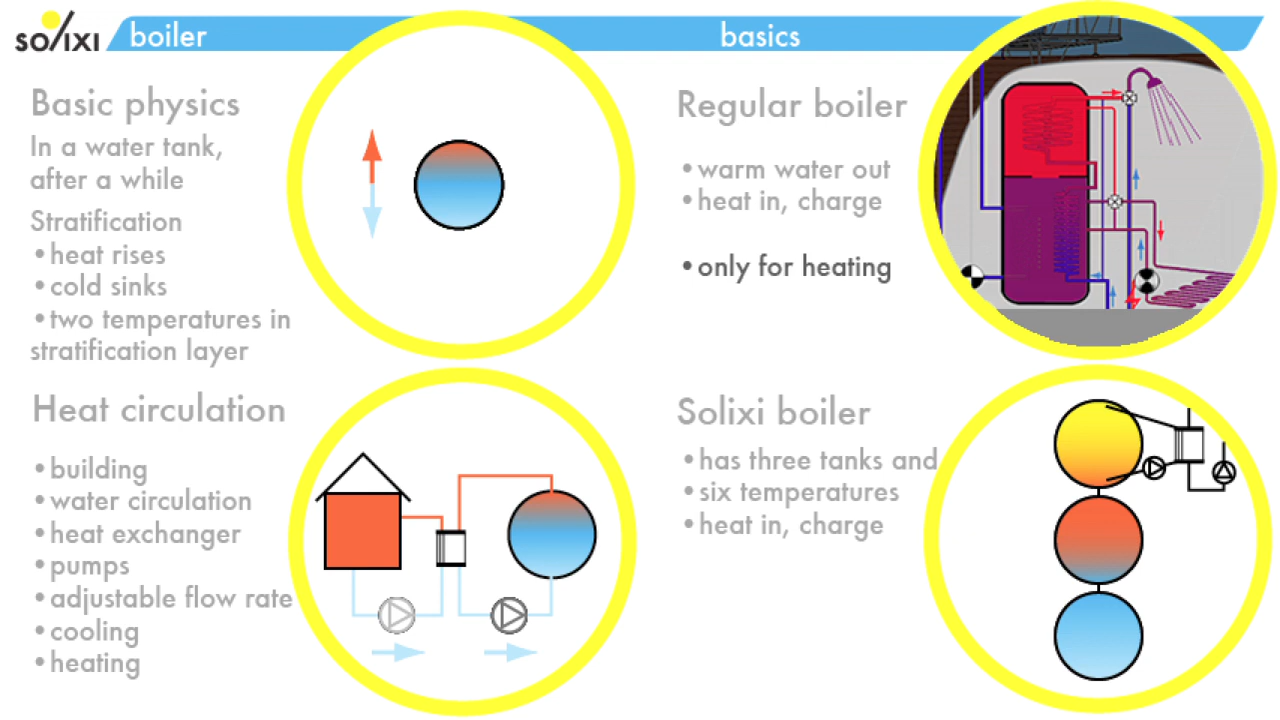 solixi
boiler
basics
Basic physics
In a water tank,
after a while
Stratification
•heat rises
•cold sinks
•two temperatures in
stratification layer
Regular boiler
•warm water out
•heat in, charge
•only for heating
Heat circulation
•building
•water circulation
•heat exchanger
•pumps
•adjustable flow rate
•cooling
•heating
Solixi boiler
•has three tanks and
•six temperatures
•heat in, charge